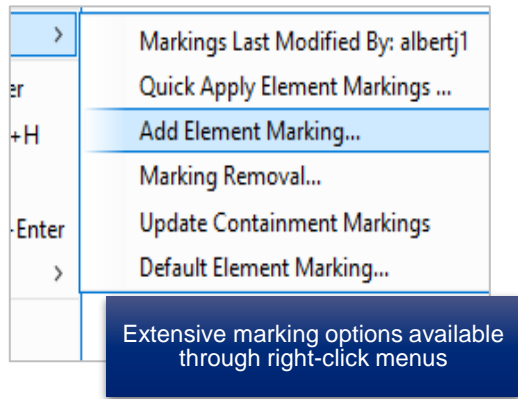 >
Markings Last Modified By: albertj1
er
Quick Apply Element Markings ...
+H
Add Element Marking...
Marking Removal...
-Enter
Update Containment Markings
>
Default Element Marking...
Extensive marking options available
through right-click menus